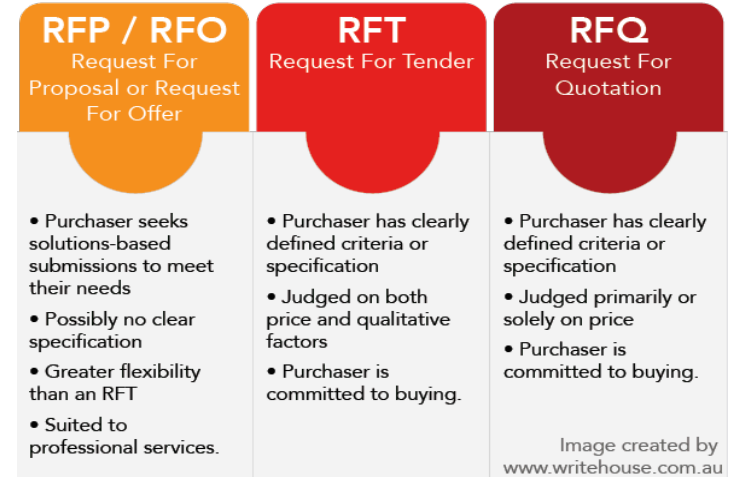 RFP / RFO
Request For
Proposal or Request
For Offer
• Purchaser seeks
solutions-based
submissions to meet
their needs
• Possibly no clear
specification
• Greater flexibility
than an RFT
• Suited to
professional services.
RFT
Request For Tender
• Purchaser has clearly
defined criteria or
specification
• Judged on both
price and qualitative
factors
• Purchaser is
committed to buying.
RFQ
Request For
Quotation
• Purchaser has clearly
defined criteria or
specification
• Judged primarily or
solely on price
• Purchaser is
committed to buying.
Image created by
www.writehouse.com.au